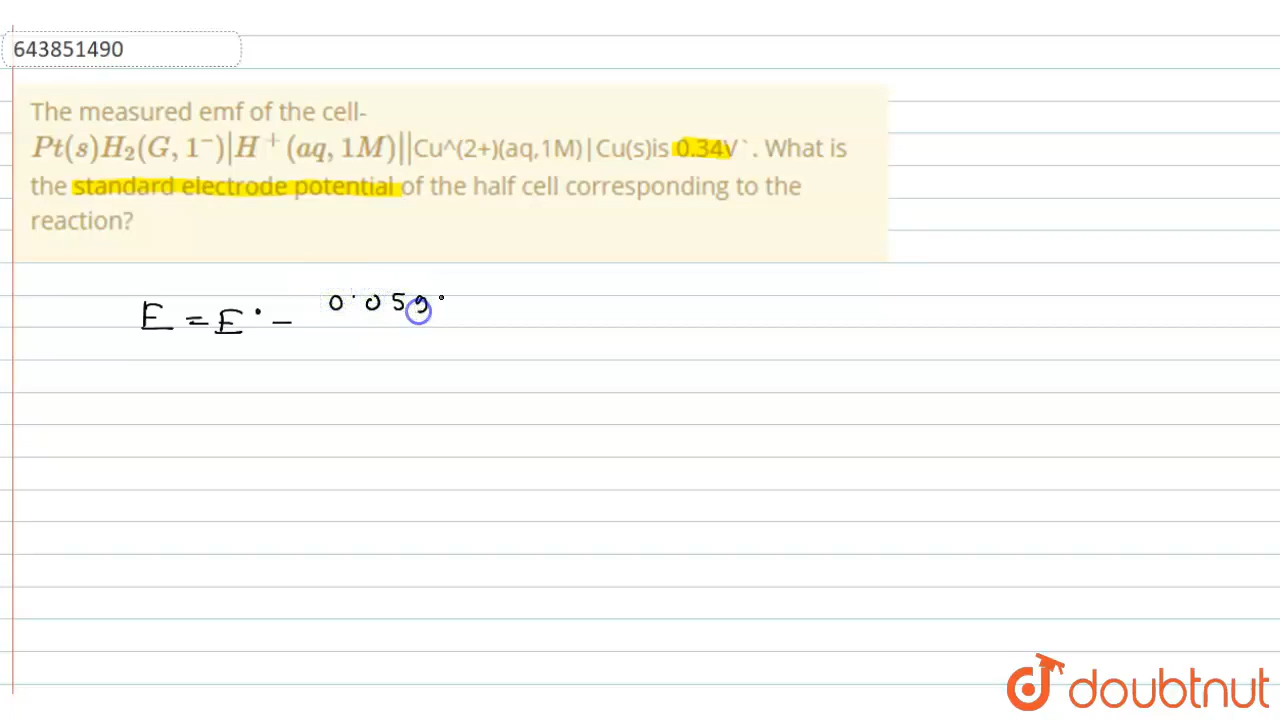 643851490
The measured emf of the cell-
Pt(s)H₂(G, 1⁻)|H⁺(aq, 1M)||Cu^(2+)(aq,1M)|Cu(s)is 0.34V`. What is
the standard electrode potential of the half cell corresponding to the
reaction?
E = E° - 0.059
doubtnut